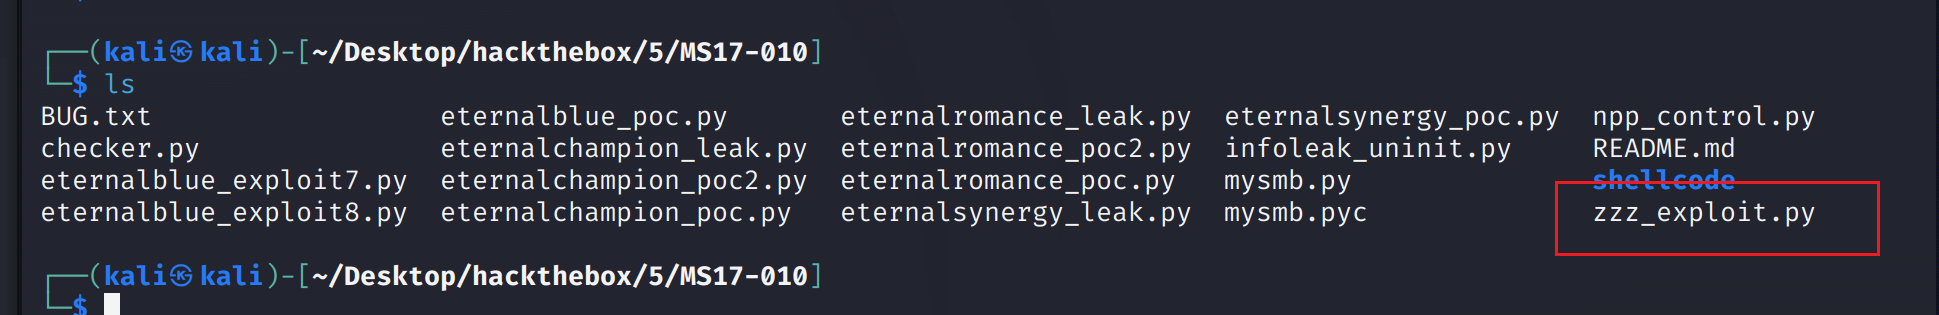 ┌──(kali㉿kali)-[~/Desktop/hackthebox/5/MS17-010]
└─$ ls
BUG.txt eternalblue_poc.py eternalromance_leak.py eternalsynergy_poc.py npp_control.py
checker.py eternalchampion_leak.py eternalromance_poc2.py infoleak_uninit.py README.md
eternalblue_exploit7.py eternalchampion_poc2.py eternalromance_poc.py mysmb.py shellcode
eternalblue_exploit8.py eternalchampion_poc.py eternalsynergy_leak.py mysmb.pyc zzz_exploit.py
┌──(kali㉿kali)-[~/Desktop/hackthebox/5/MS17-010]
└─$